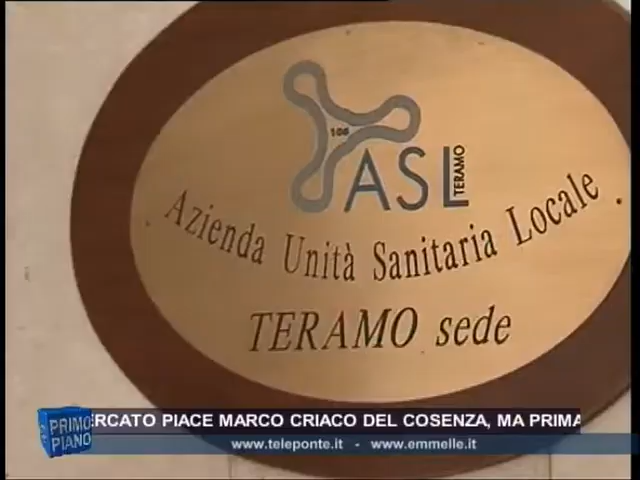 106
ASL
TERAMO
Azienda Unità Sanitaria Locale
TERAMO sede
PRIMO
PIANO
ERCATO PIACE MARCO CRIACO DEL COSENZA, MA PRIMA
www.teleponte.it - www.emmelle.it